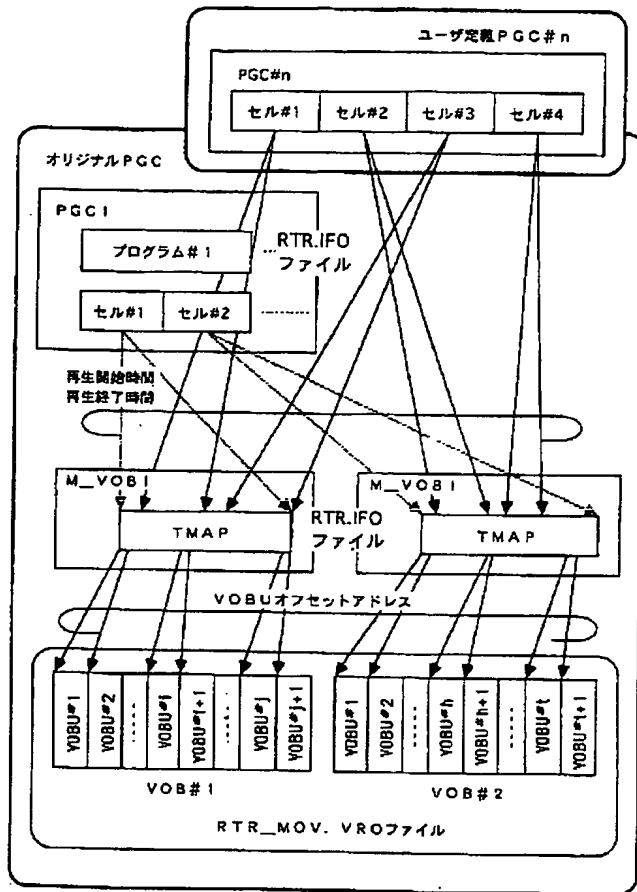 ユーザ定義PGC#n
PGC#n
セル#1 セル#2 セル#3 セル#4
オリジナルPGC
PGCI
プログラム#1
RTR.IFO
ファイル
セル#1 セル#2
再生開始時間
再生終了時間
M_VOBI
M_VOBI
TMAP
RTR.IFO
ファイル
TMAP
VOBUオフセットアドレス
VOBU#1 VOBU#2 VOBU#i VOBU#i+1 VOBU#j VOBU#j+1
VOBU#1 VOBU#2 VOBU#h VOBU#h+1 VOBU#t VOBU#t+1
VOB#1
VOB#2
RTR_MOV. VROファイル